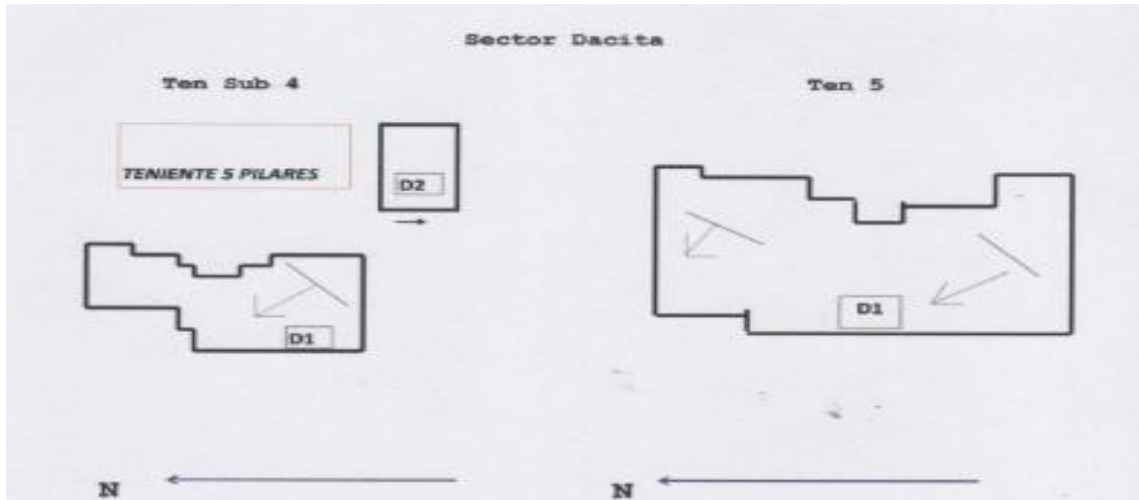 Sector Dacita
Ten Sub 4
Ten 5
TENIENTE 5 PILARES
D2
D1
D1
N
N